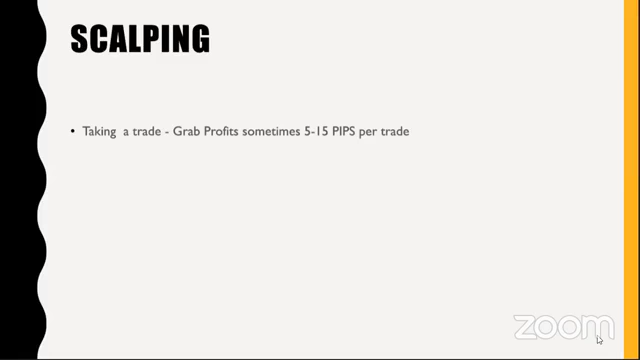 SCALPING
• Taking a trade - Grab Profits sometimes 5-15 PIPS per trade
zoom